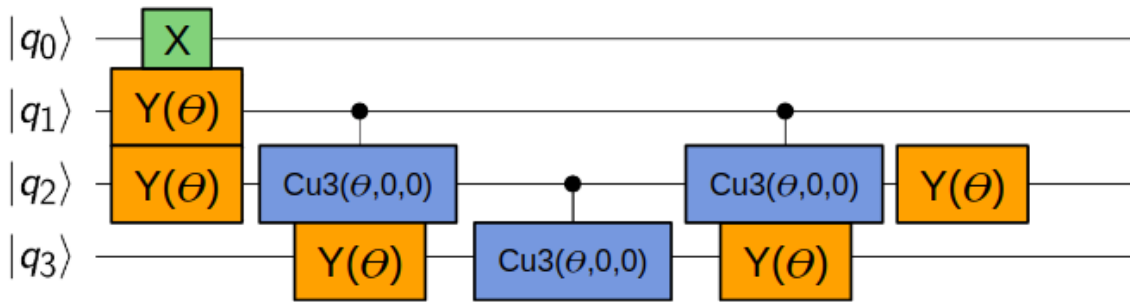 |q₀⟩ X
|q₁⟩ Y(θ)
|q₂⟩ Y(θ) Cu3(θ,0,0) Cu3(θ,0,0) Y(θ)
|q₃⟩ Y(θ) Cu3(θ,0,0) Y(θ)